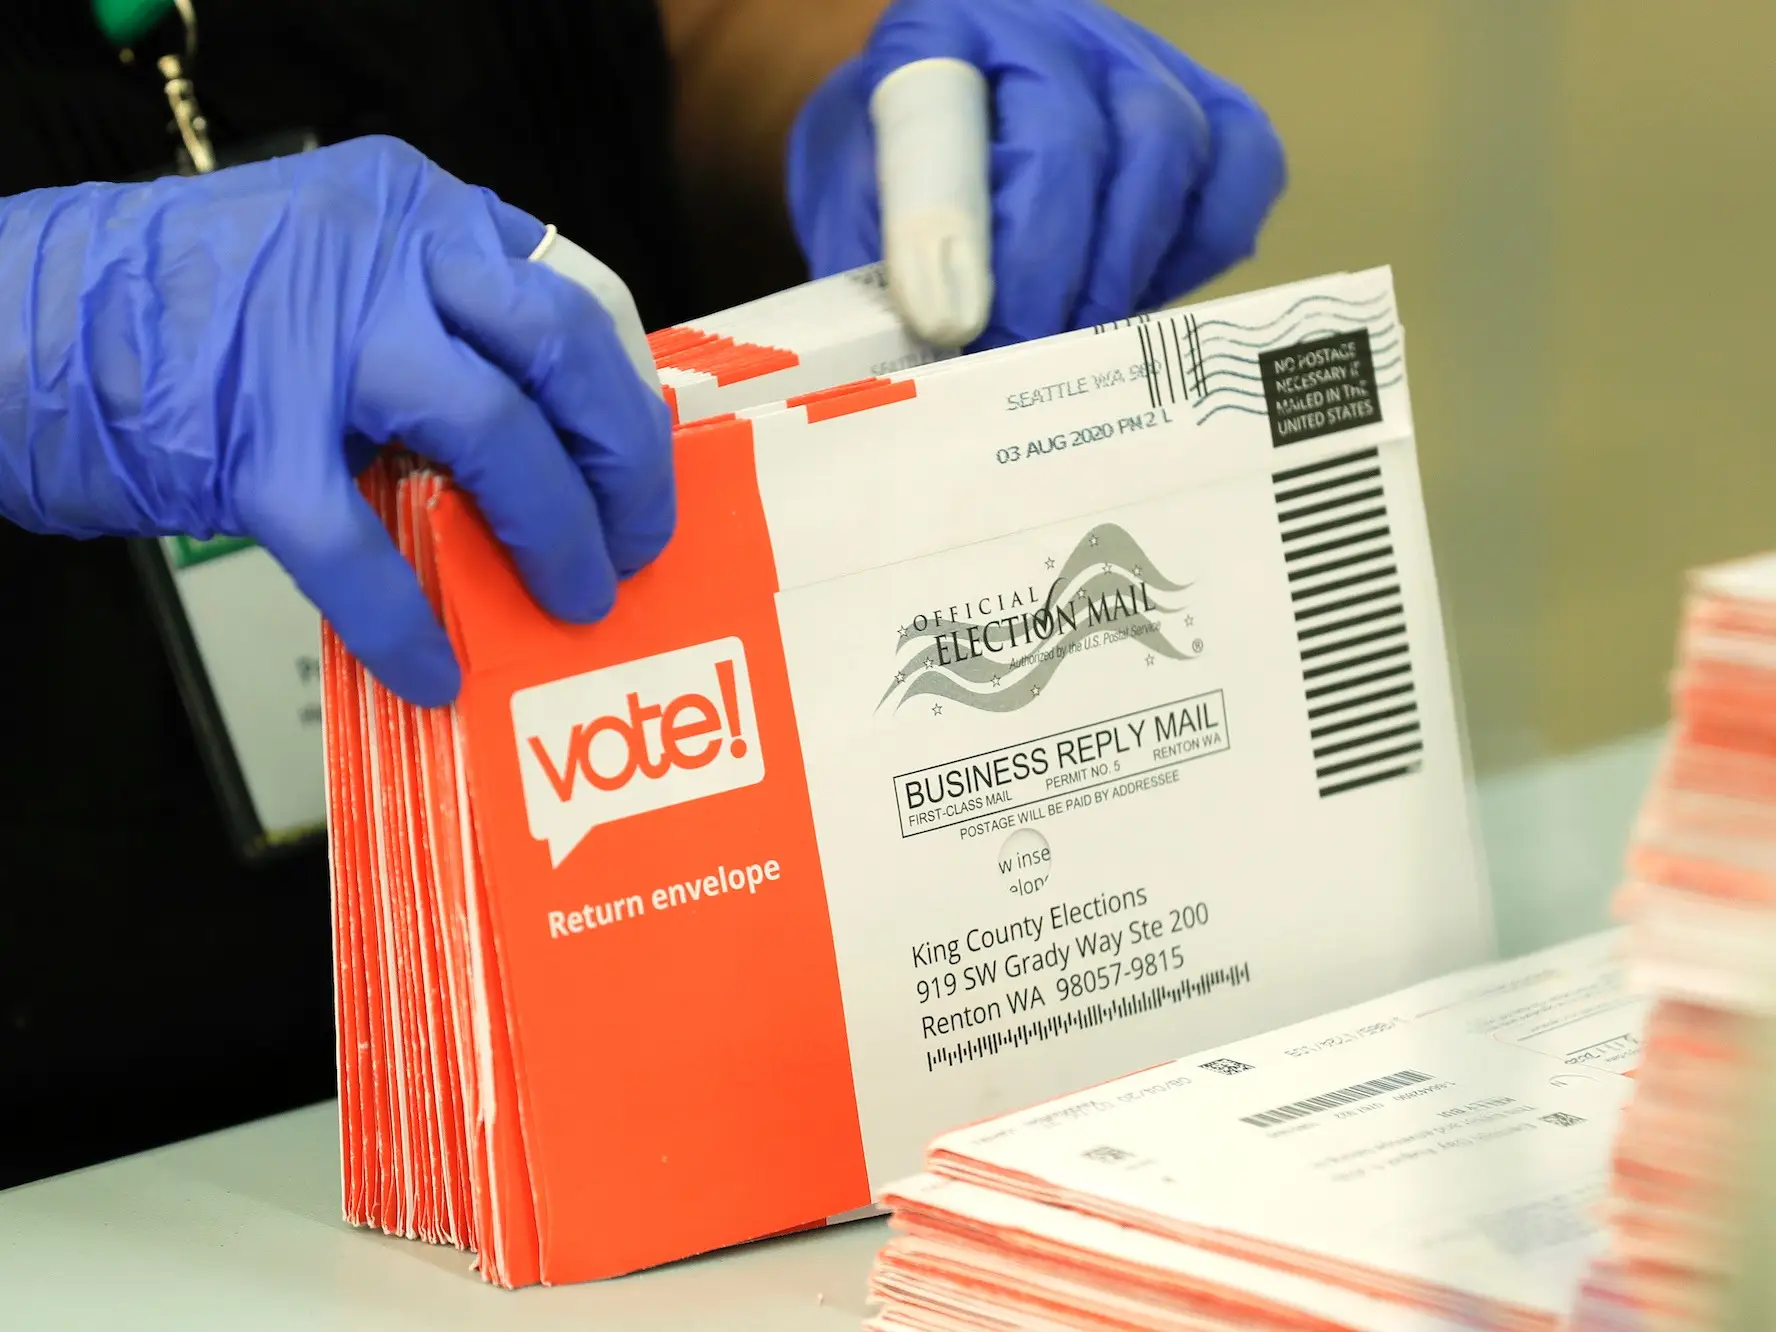 SEATTLE WA 980
03 AUG 2020 PM 2 L
NO POSTAGE
NECESSARY IF
MAILED IN THE
UNITED STATES
OFFICIAL
ELECTION MAIL
Authorized by the U.S. Postal Service
®
vote!
Return envelope
BUSINESS REPLY MAIL
FIRST-CLASS MAIL PERMIT NO. 5 RENTON WA
POSTAGE WILL BE PAID BY ADDRESSEE
w inse
King County Elections
919 SW Grady Way Ste 200
Renton WA 98057-9815